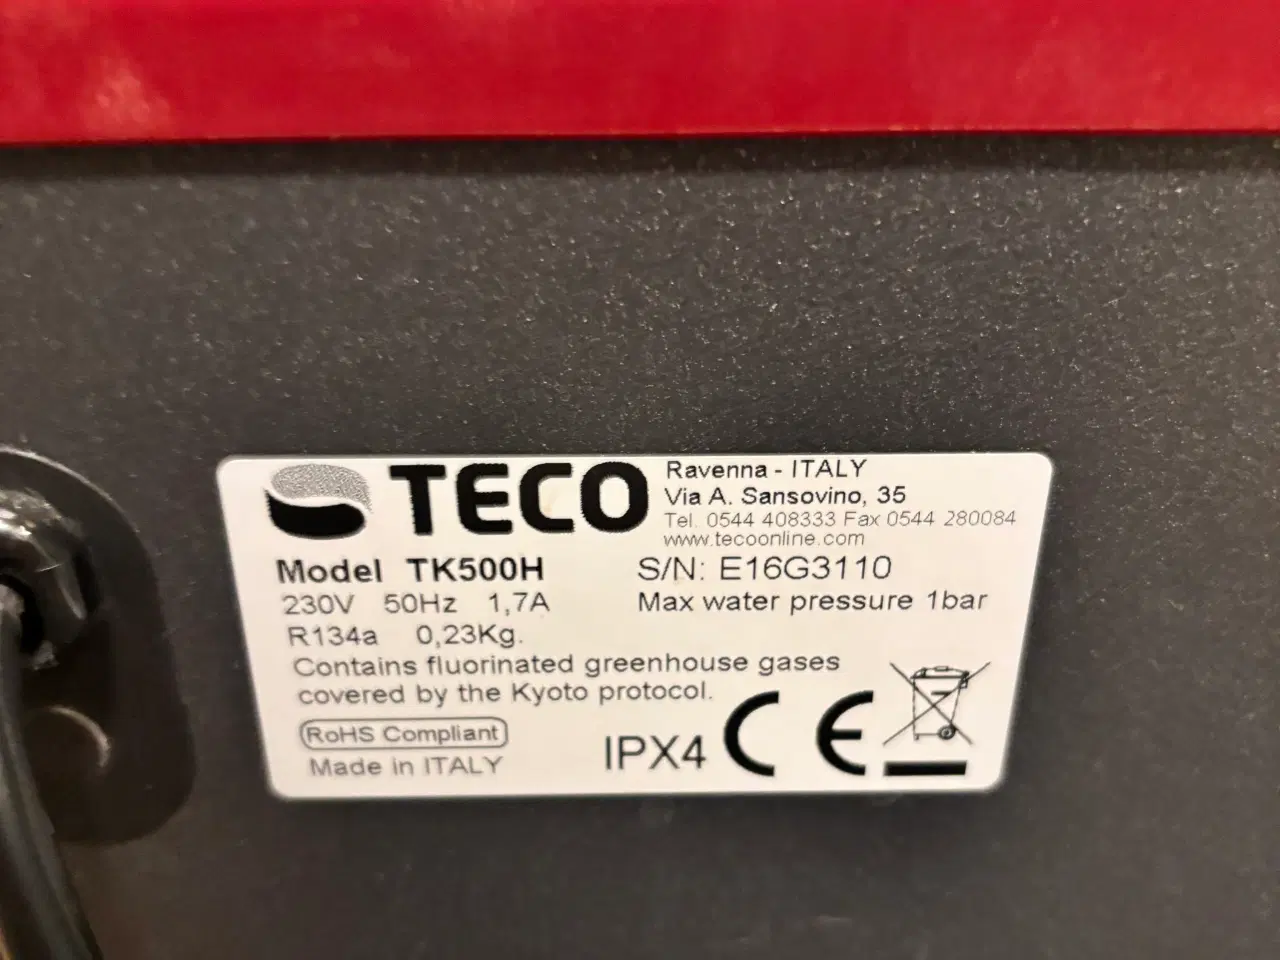 TECO
Ravenna - ITALY
Via A. Sansovino, 35
Tel. 0544 408333 Fax 0544 280084
www.tecoonline.com
Model TK500H
S/N: E16G3110
230V 50Hz 1,7A
Max water pressure 1bar
R134a 0,23Kg.
Contains fluorinated greenhouse gases
covered by the Kyoto protocol.
RoHS Compliant
Made in ITALY
IPX4 CE